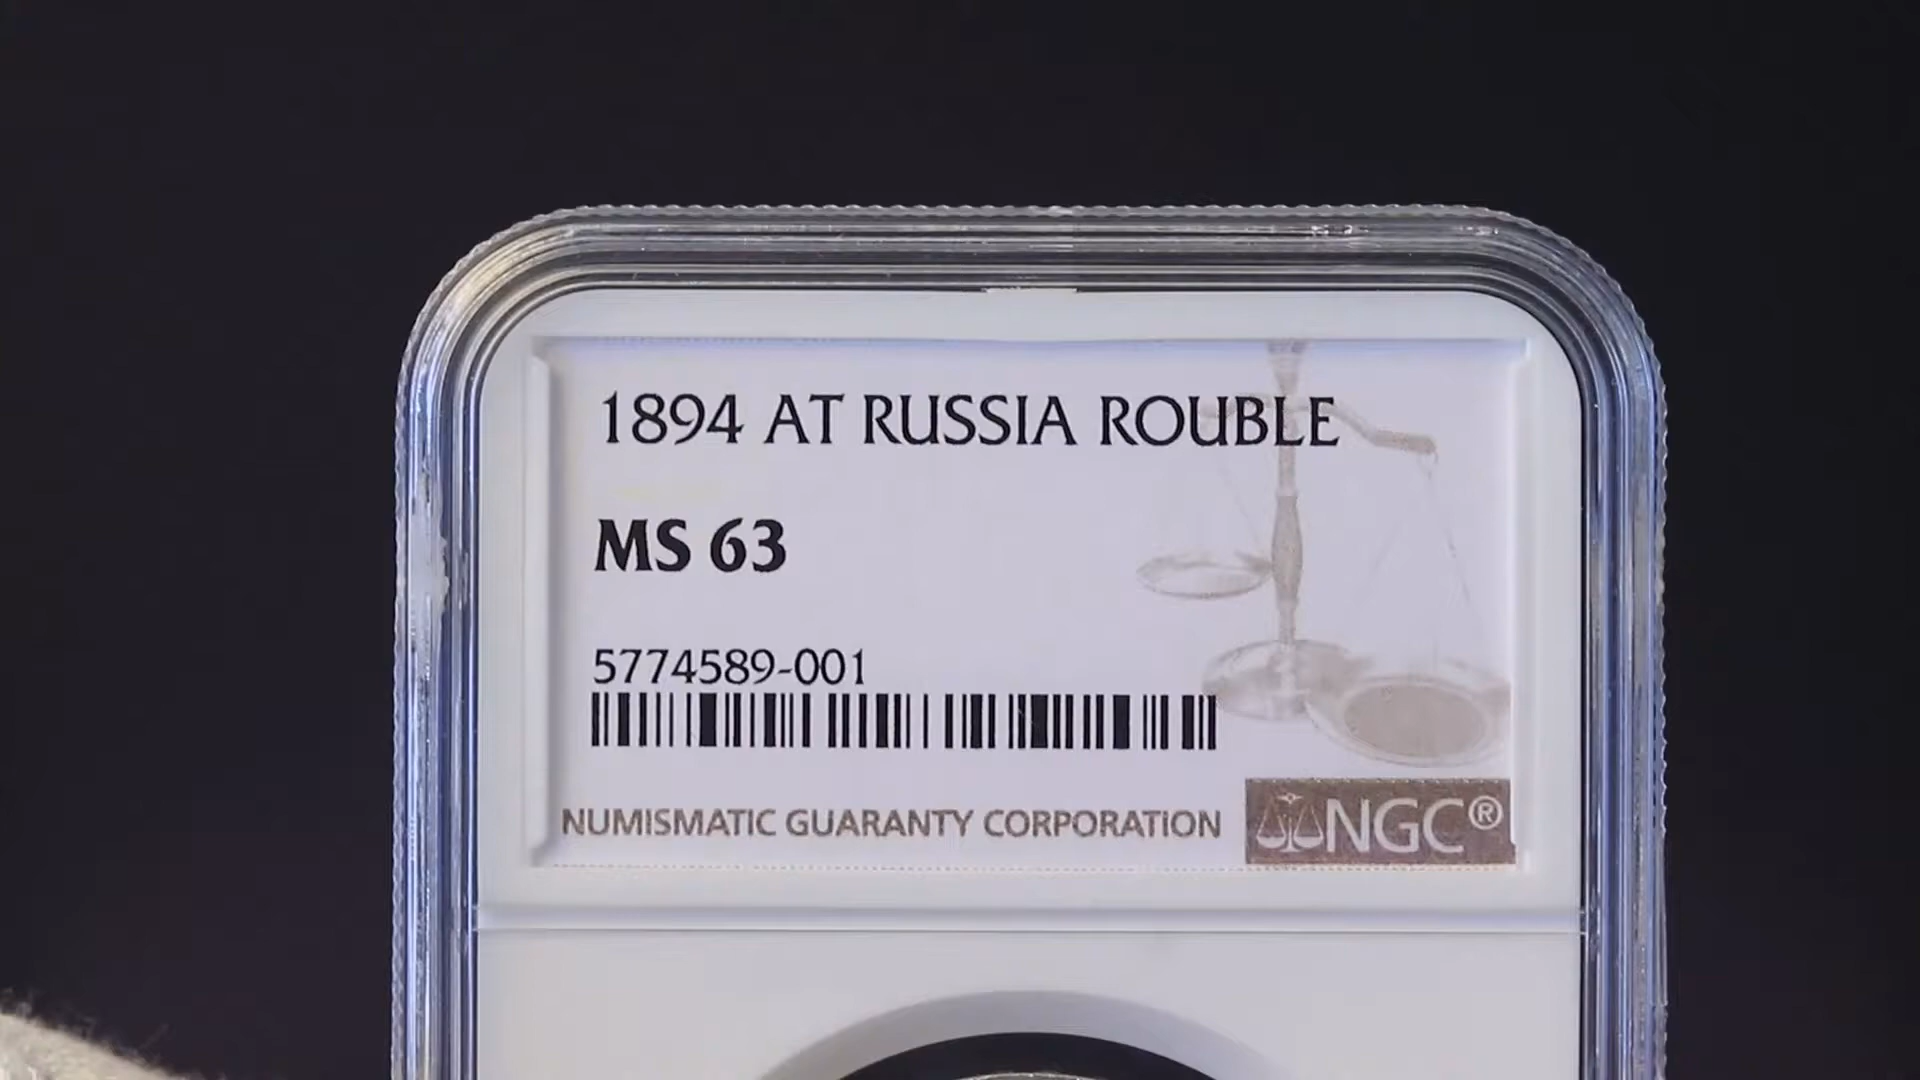 1894 AT RUSSIA ROUBLE
MS 63
5774589-001
NUMISMATIC GUARANTY CORPORATION
NGC®